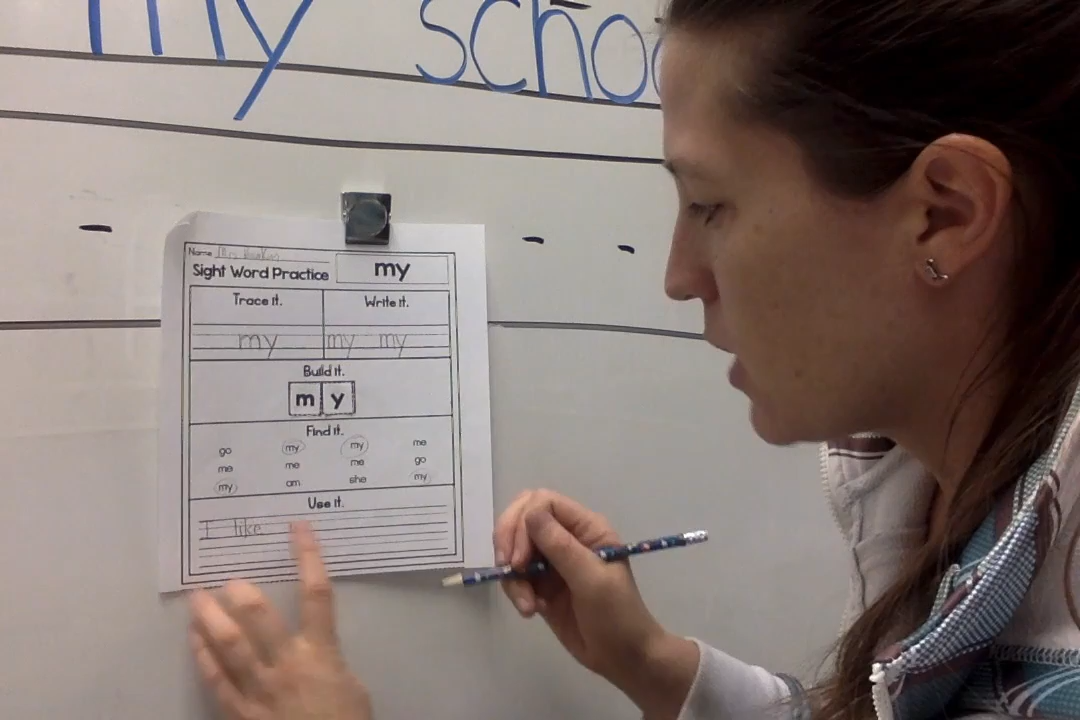 my school
Name
Sight Word Practice my
Trace it. Write it.
my my my
Build it.
m y
Find it.
go my my me
me me me go
my am she my
Use it.
I like